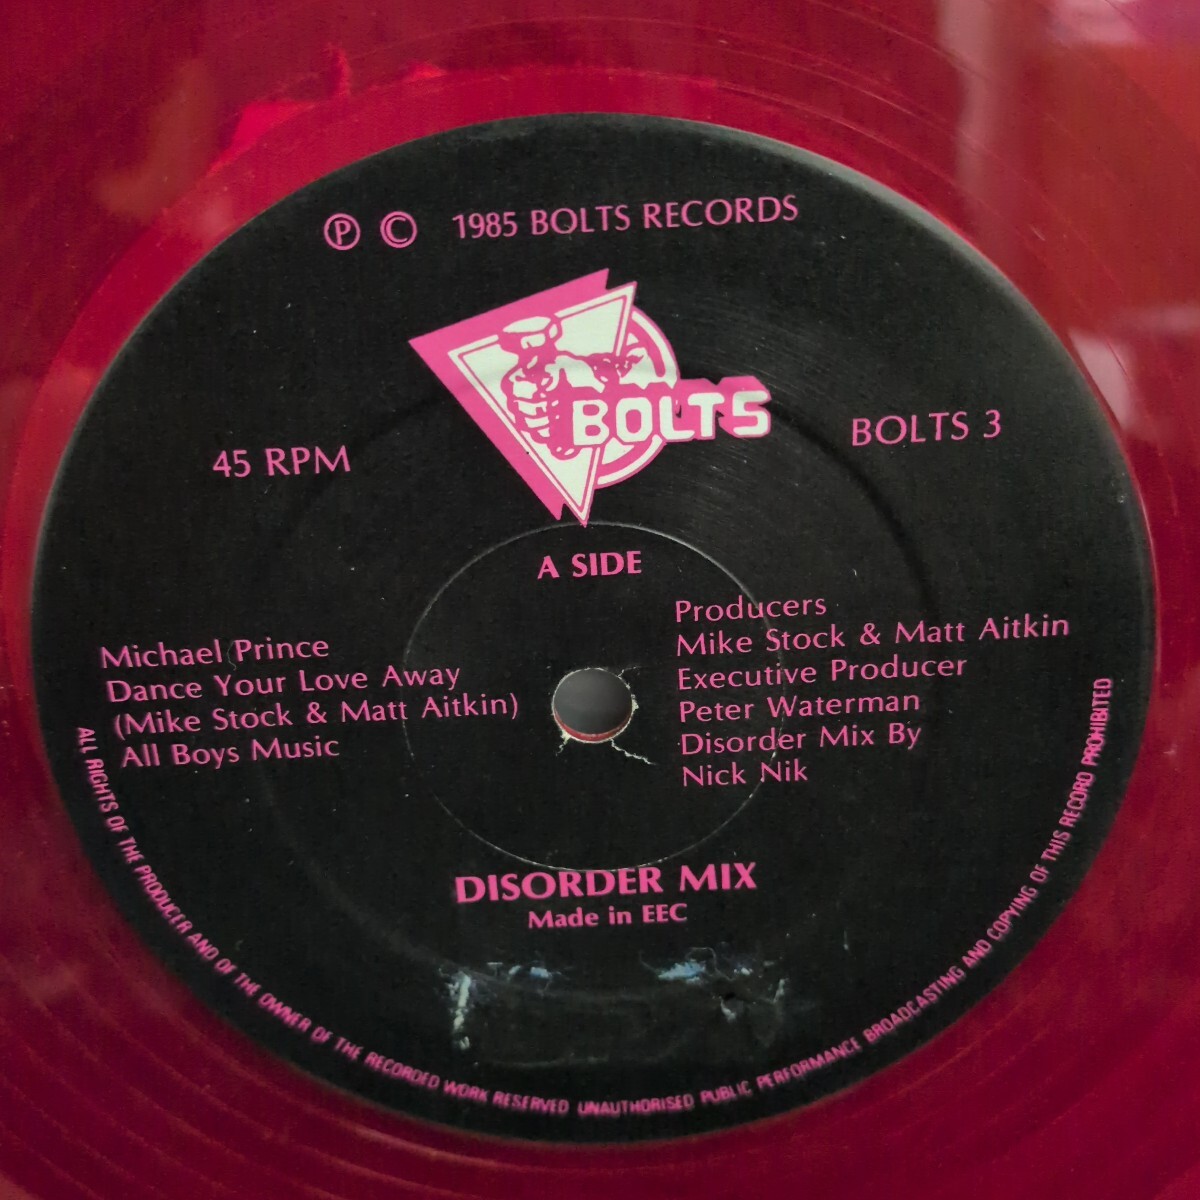 Ⓟ © 1985 BOLTS RECORDS
BOLTS
45 RPM
BOLTS 3
A SIDE
Michael Prince
Dance Your Love Away
(Mike Stock & Matt Aitkin)
All Boys Music
Producers
Mike Stock & Matt Aitkin
Executive Producer
Peter Waterman
Disorder Mix By
Nick Nik
DISORDER MIX
Made in EEC
ALL RIGHTS OF THE PRODUCER AND OF THE OWNER OF THE RECORDED WORK RESERVED UNAUTHORISED PUBLIC PERFORMANCE BROADCASTING AND COPYING OF THIS RECORD PROHIBITED